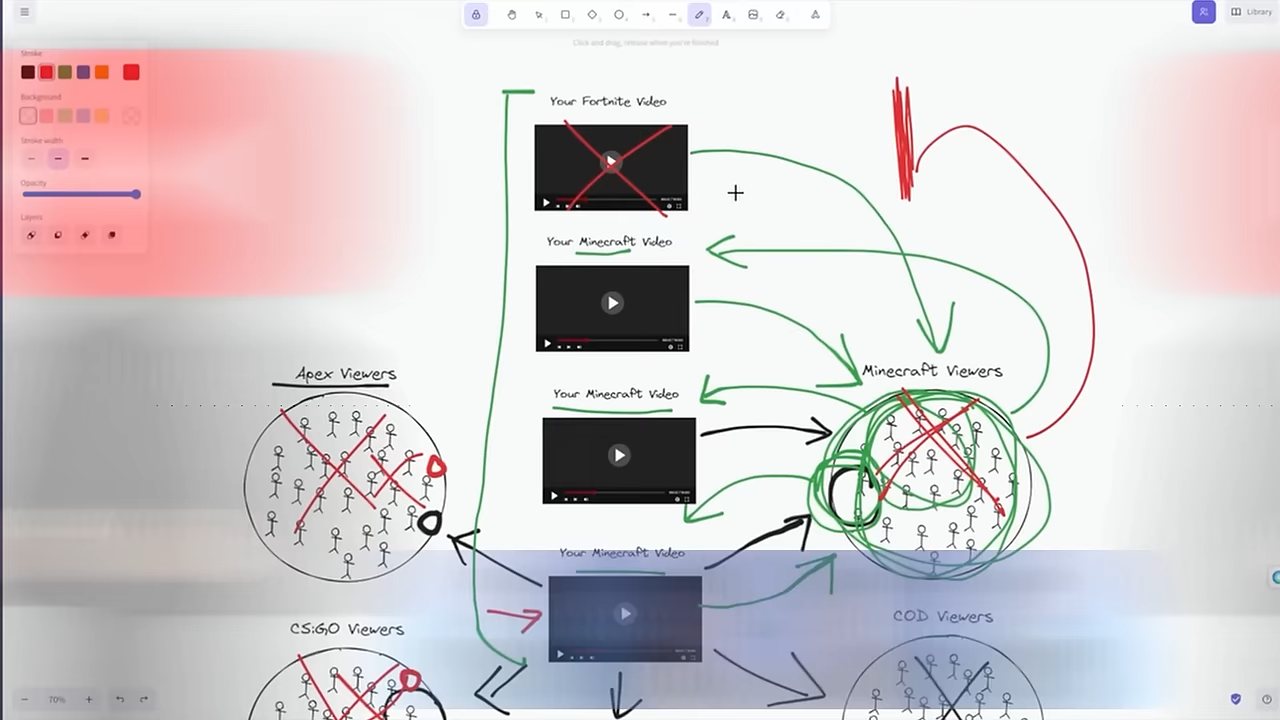 Library
Click and drag, release when you're finished
Stroke
Background
Stroke width
Opacity
Layers
Your Fortnite Video
Your Minecraft Video
Your Minecraft Video
Your Minecraft Video
Apex Viewers
Minecraft Viewers
CS:GO Viewers
COD Viewers
70%